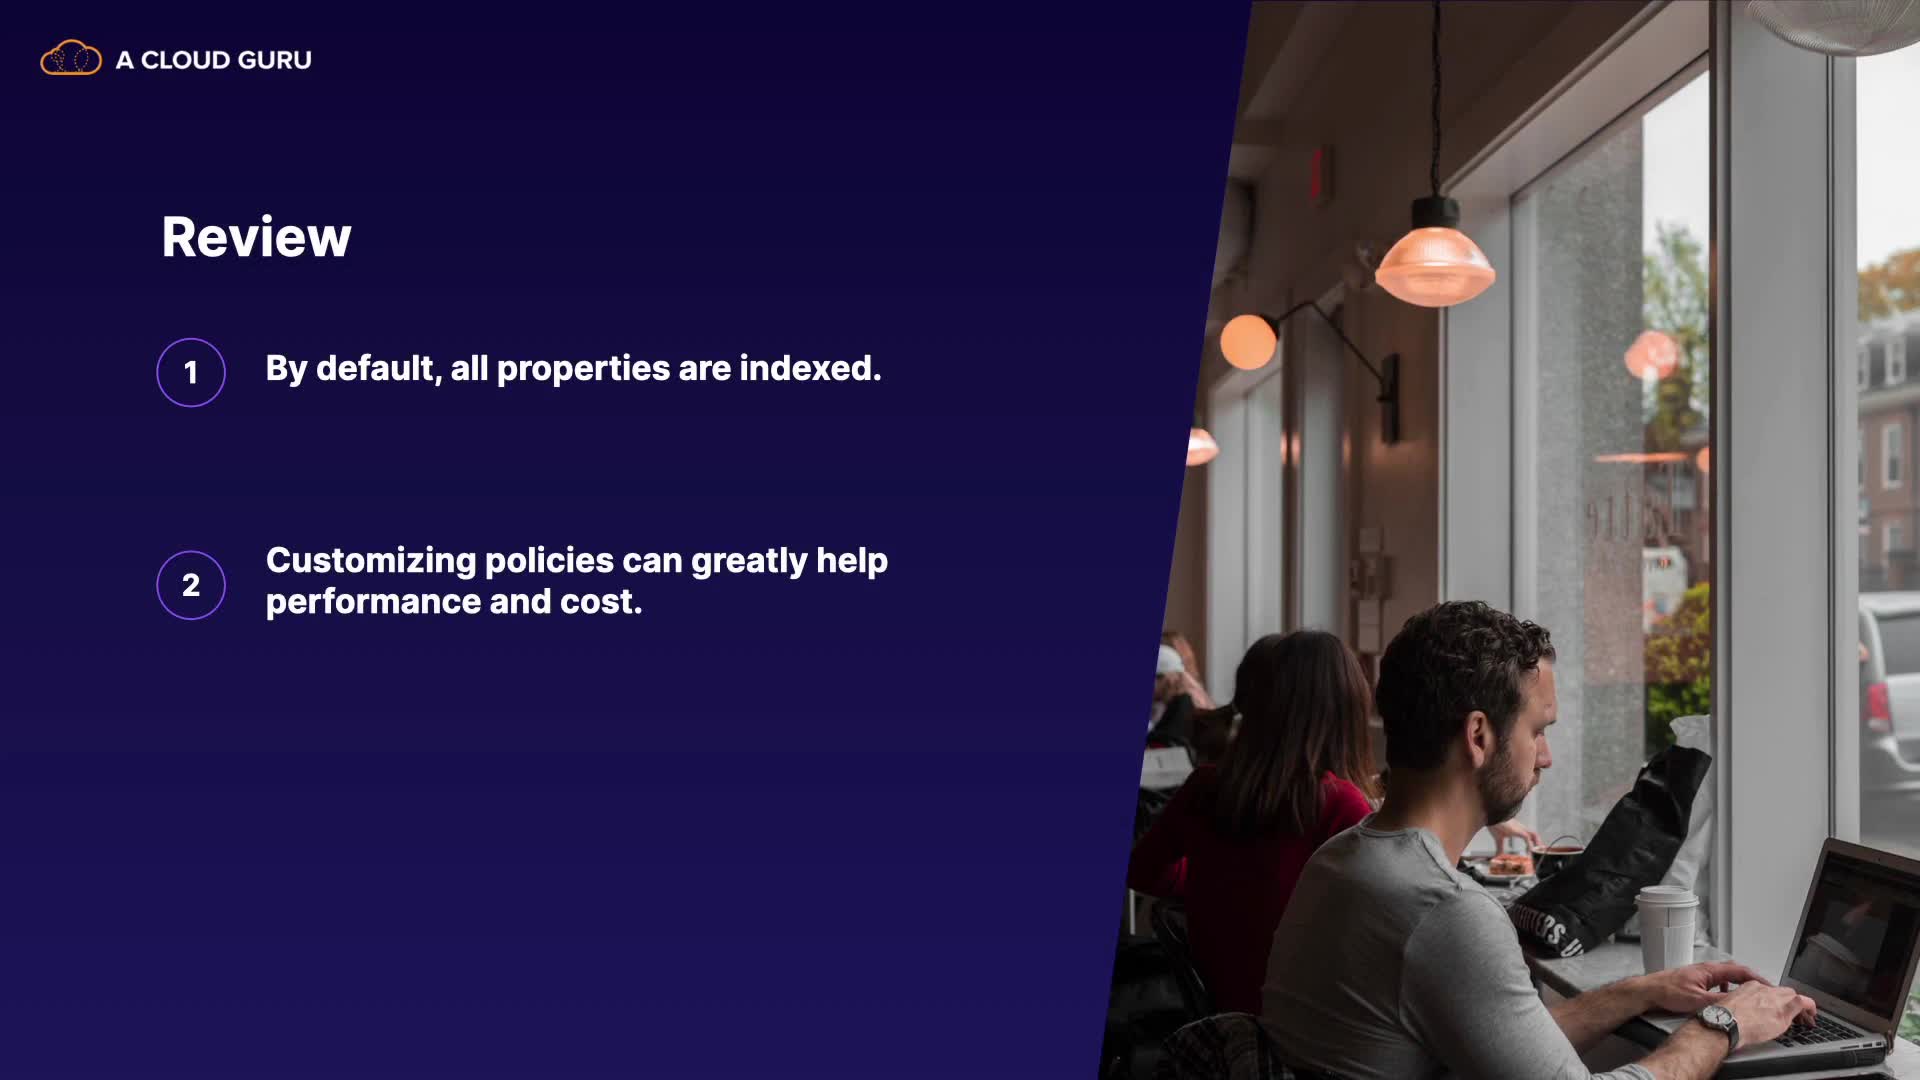 A CLOUD GURU
Review
1
By default, all properties are indexed.
2
Customizing policies can greatly help
performance and cost.